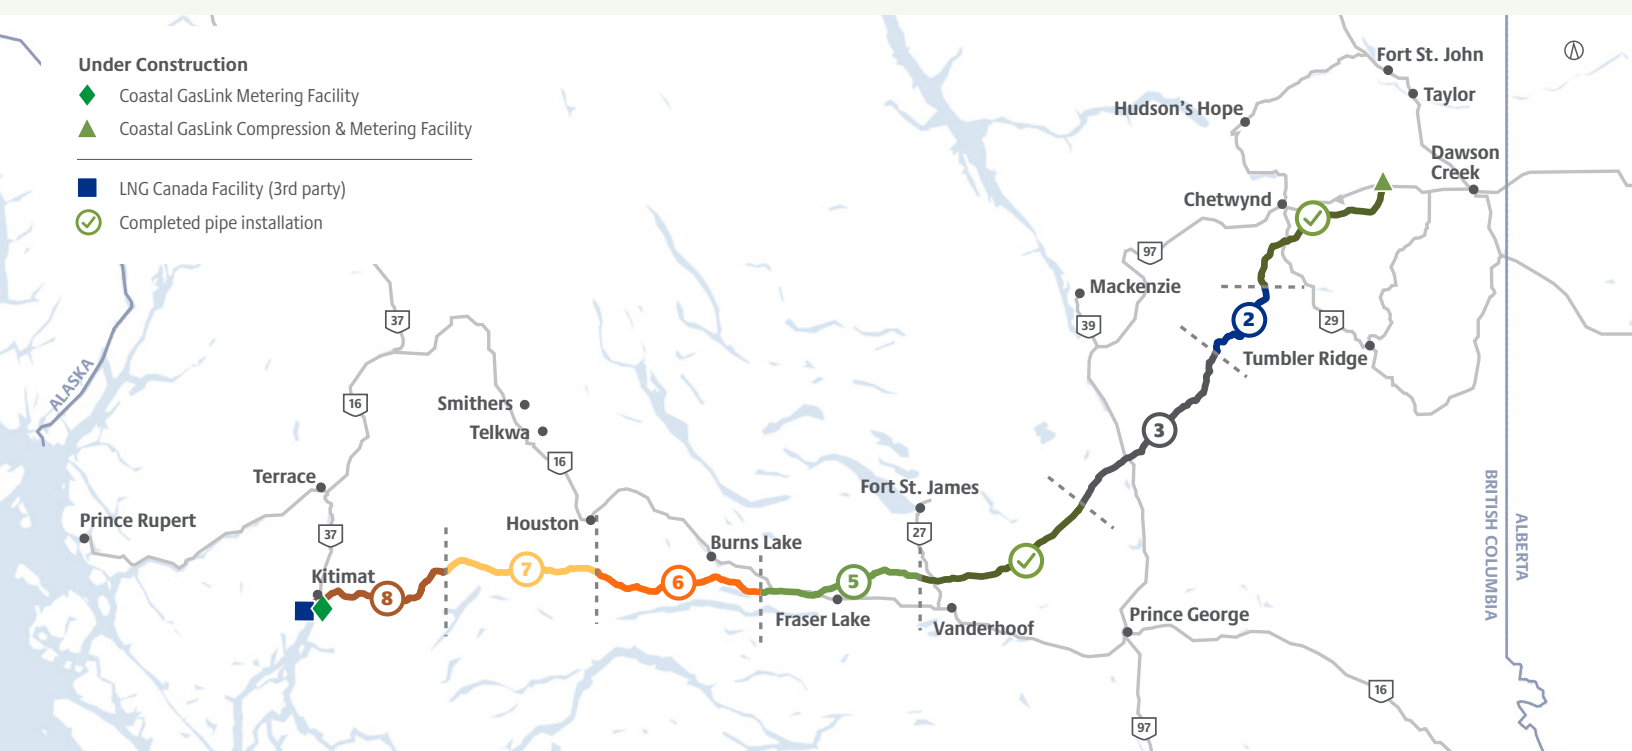 Under Construction
Coastal GasLink Metering Facility
Coastal GasLink Compression & Metering Facility
LNG Canada Facility (3rd party)
Completed pipe installation
Fort St. John
Taylor
Hudson's Hope
Dawson
Creek
Chetwynd
97
Mackenzie
39
2
29
Tumbler Ridge
37
ALASKA
16
Smithers
Telkwa
16
3
Terrace
Fort St. James
Prince Rupert
37
Houston
27
BRITISH COLUMBIA
ALBERTA
Burns Lake
Kitimat
8
7
6
5
Fraser Lake
Vanderhoof
Prince George
16
97